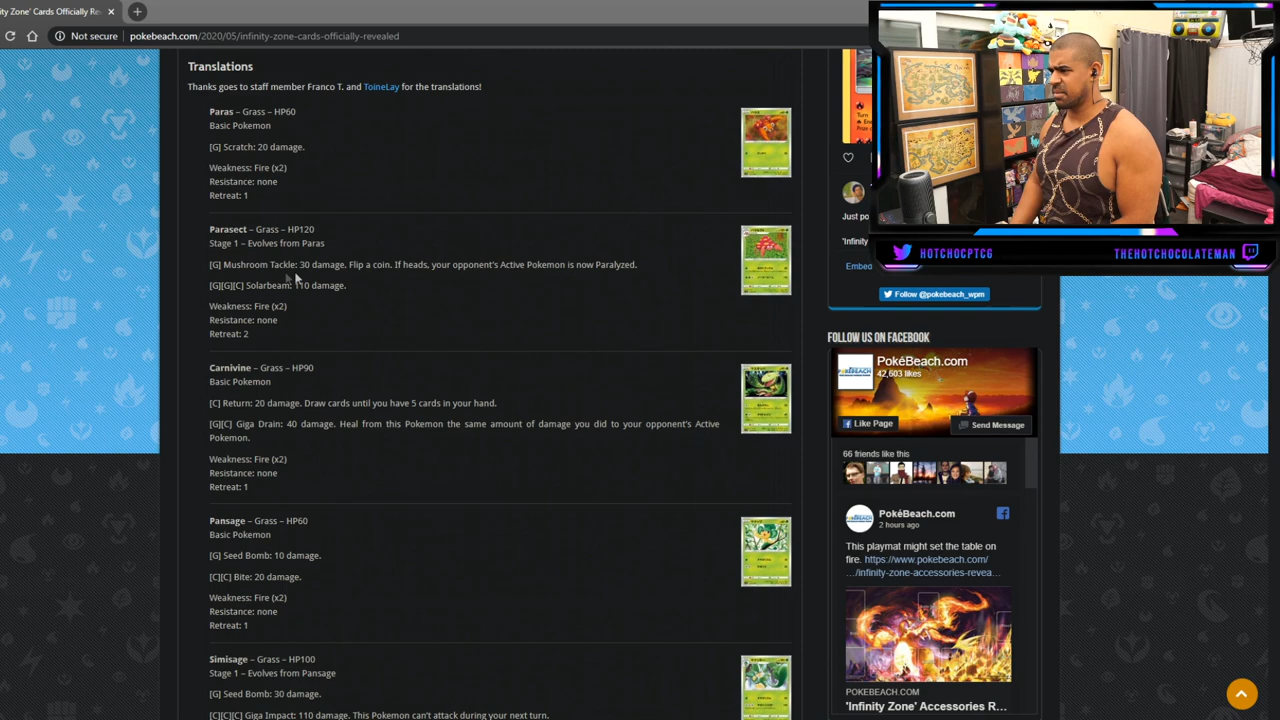 ity Zone' Cards Officially R
Not secure
pokebeach.com/2020/05/infinity-zone-cards-officially-revealed
Translations
Thanks goes to staff member Franco T. and ToineLay for the translations!
Paras – Grass – HP60
Basic Pokemon
[G] Scratch: 20 damage.
Weakness: Fire (x2)
Resistance: none
Retreat: 1
Parasect – Grass – HP120
Stage 1 – Evolves from Paras
30 damage. Flip a coin. If heads, your opponent's Active Pokemon is now Paralyzed.
[G][G][C] Solarbeam: 110 damage.
(x2)
Resistance: none
Retreat: 2
Carnivine – Grass – HP90
Basic Pokemon
[C] Return: 20 damage. Draw cards until you have 5 cards in your hand.
[G][C] Giga Drain: 40 damage. Heal from this Pokemon the same amount of damage you did to your opponent's Active
Pokemon.
Weakness: Fire (x2)
Resistance: none
Retreat: 1
Pansage – Grass – HP60
Basic Pokemon
[G] Seed Bomb: 10 damage.
[C][C] Bite: 20 damage.
Weakness: Fire (x2)
Resistance: none
Retreat: 1
Simisage – Grass – HP100
Stage 1 – Evolves from Pansage
[G] Seed Bomb: 30 damage.
Giga Impact: 110 damage. This Pokemon can't attack during your next turn.
Just po
'Infinity
Embed
Follow @pokebeach_wpm
HOTCHOCPTCG
THEHOTCHOCOLATEMAN
FOLLOW US ON FACEBOOK
PokéBeach.com
42,603 likes
Like Page
Send Message
66 friends like this
PokéBeach.com
2 hours ago
This playmat might set the table on
fire. https://www.pokebeach.com/
…/infinity-zone-accessories-revea…
POKEBEACH.COM
'Infinity Zone' Accessories R...